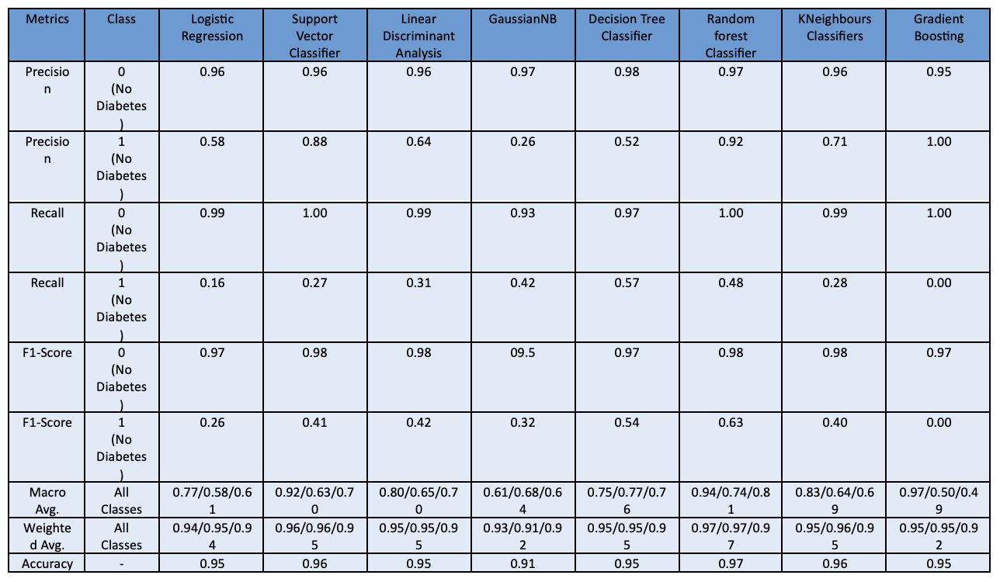 Metrics Class Logistic Regression Support Vector Classifier Linear Discriminant Analysis GaussianNB Decision Tree Classifier Random forest Classifier KNeighbours Classifiers Gradient Boosting
Precision 0 (No Diabetes) 0.96 0.96 0.96 0.97 0.98 0.97 0.96 0.95
Precision 1 (No Diabetes) 0.58 0.88 0.64 0.26 0.52 0.92 0.71 1.00
Recall 0 (No Diabetes) 0.99 1.00 0.99 0.93 0.97 1.00 0.99 1.00
Recall 1 (No Diabetes) 0.16 0.27 0.31 0.42 0.57 0.48 0.28 0.00
F1-Score 0 (No Diabetes) 0.97 0.98 0.98 09.5 0.97 0.98 0.98 0.97
F1-Score 1 (No Diabetes) 0.26 0.41 0.42 0.32 0.54 0.63 0.40 0.00
Macro Avg. All Classes 0.77/0.58/0.61 0.92/0.63/0.70 0.80/0.65/0.70 0.61/0.68/0.64 0.75/0.77/0.76 0.94/0.74/0.81 0.83/0.64/0.69 0.97/0.50/0.49
Weighted Avg. All Classes 0.94/0.95/0.94 0.96/0.96/0.95 0.95/0.95/0.95 0.93/0.91/0.92 0.95/0.95/0.95 0.97/0.97/0.97 0.95/0.96/0.95 0.95/0.95/0.92
Accuracy - 0.95 0.96 0.95 0.91 0.95 0.97 0.96 0.95